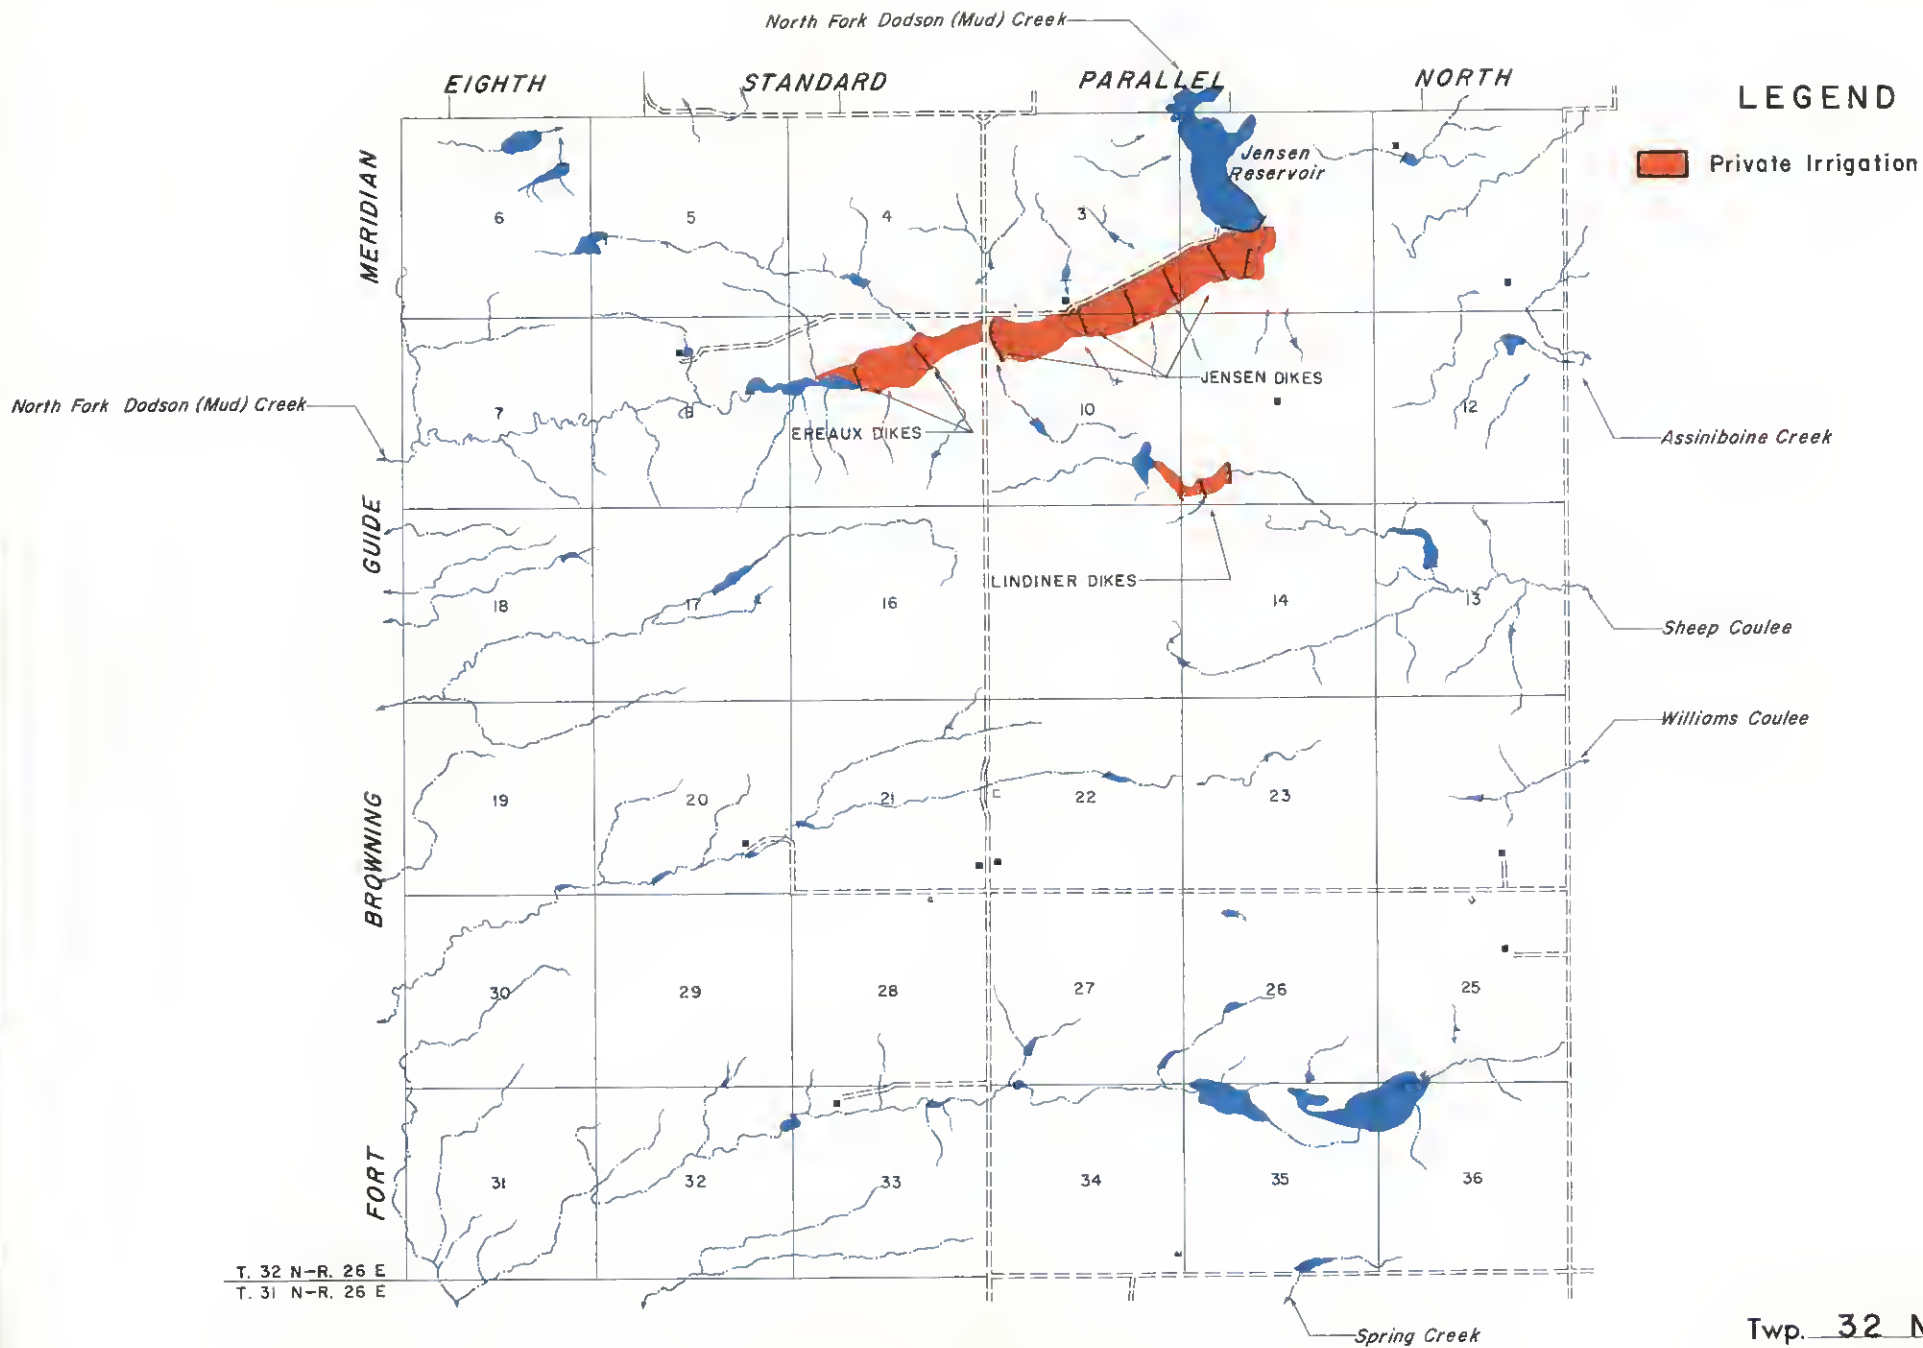 North Fork Dodson (Mud) Creek
EIGHTH STANDARD PARALLEL NORTH
LEGEND
Private Irrigation
MERIDIAN
Jensen
Reservoir
6 5 4 3
JENSEN DIKES
North Fork Dodson (Mud) Creek
7 8 10 12
EREAUX DIKES
Assiniboine Creek
GUIDE
LINDINER DIKES
18 17 16 14 13
Sheep Coulee
Williams Coulee
BROWNING
19 20 21 22 23
30 29 28 27 26 25
FORT
31 32 33 34 35 36
T. 32 N-R. 26 E
T. 31 N-R. 26 E
Spring Creek
Twp. 32 N